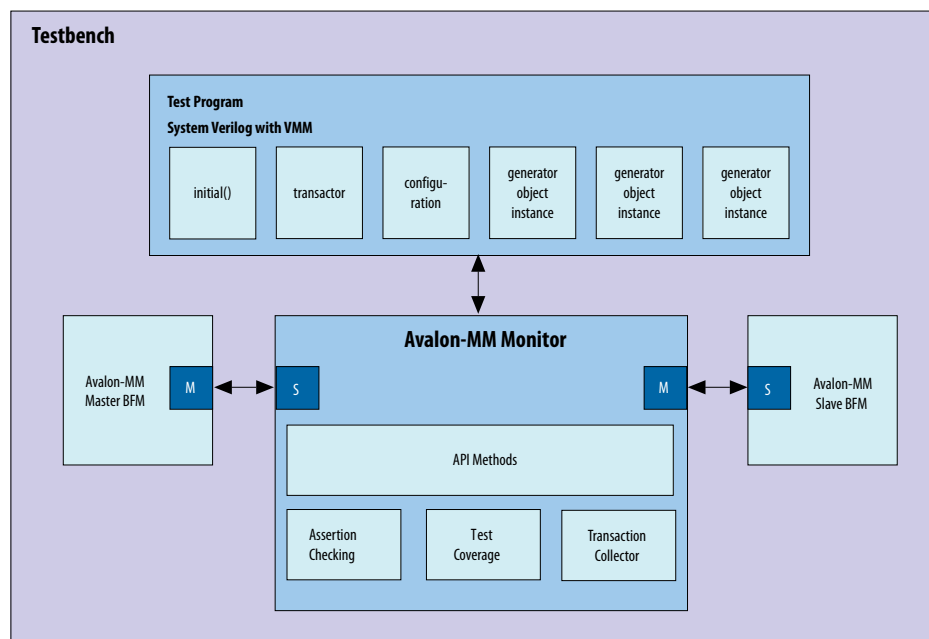 Testbench
Test Program
System Verilog with VMM
initial()
transactor
configu-
ration
generator
object
instance
generator
object
instance
generator
object
instance
Avalon-MM Monitor
Avalon-MM
Master BFM
M
S
M
S
Avalon-MM
Slave BFM
API Methods
Assertion
Checking
Test
Coverage
Transaction
Collector